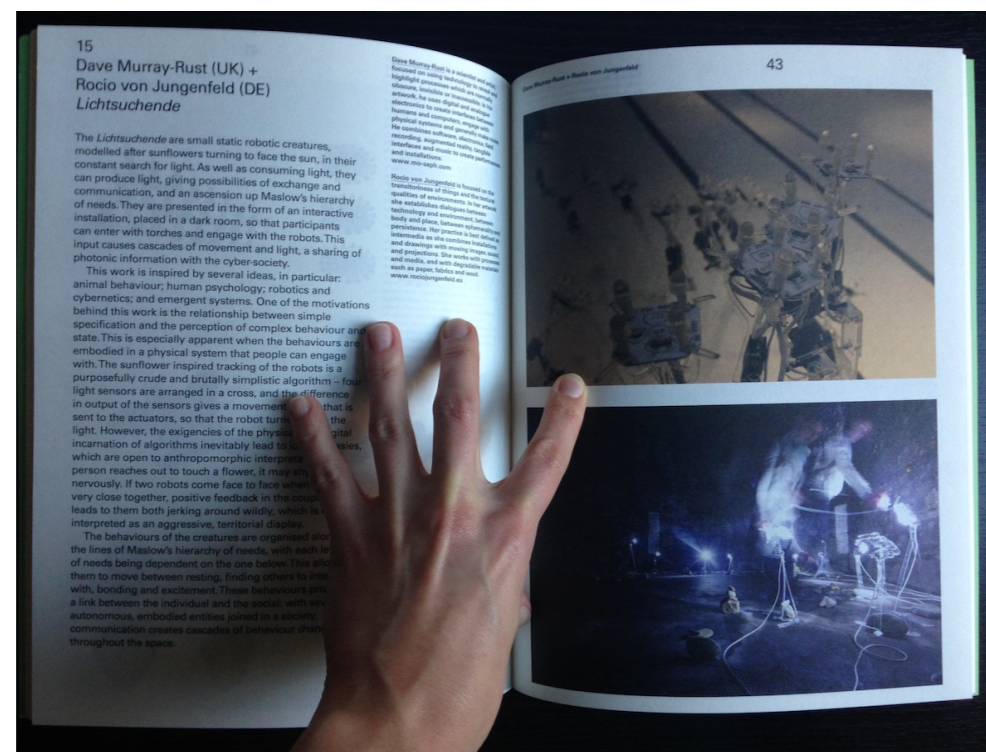 15
Dave Murray-Rust (UK) +
Rocio von Jungenfeld (DE)
Lichtsuchende
The Lichtsuchende are small static robotic creatures,
modelled after sunflowers turning to face the sun, in their
constant search for light. As well as consuming light, they
can produce light, giving possibilities of exchange and
communication, and an ascension up Maslow's hierarchy
of needs. They are presented in the form of an interactive
installation, placed in a dark room, so that participants
can enter with torches and engage with the robots. This
input causes cascades of movement and light, a sharing of
photonic information with the cyber-society.
This work is inspired by several ideas, in particular:
animal behaviour; human psychology; robotics and
cybernetics; and emergent systems. One of the motivations
behind this work is the relationship between simple
specification and the perception of complex behaviour and
state. This is especially apparent when the behaviours are
embodied in a physical system that people can engage
with. The sunflower inspired tracking of the robots is a
purposefully crude and brutally simplistic algorithm – four
light sensors are arranged in a cross, and the difference
in output of the sensors gives a movement that is
sent to the actuators, so that the robot turns the
light. However, the exigencies of the
incarnation of algorithms inevitably lead to
which are open to anthropomorphic
person reaches out to touch a flower, it may
nervously. If two robots come face to face when
very close together, positive feedback in the
leads to them both jerking around wildly, which is
interpreted as an aggressive, territorial display.
The behaviours of the creatures are organised
the lines of Maslow's hierarchy of needs, with each
of needs being dependent on the one below. This
them to move between resting, finding others to
with, bonding and excitement. These behaviours
a link between the individual and the social: with
autonomous, embodied entities joined in a society,
communication creates cascades of behaviour
throughout the space.
Dave Murray-Rust is a scientist and artist,
focused on using technology to reveal and
highlight processes which are normally
obscure, invisible or inaccessible. In his
artwork, he uses digital and analogue
electronics to create interfaces between
humans and computers, engage with
physical systems and generally make noise.
He combines software, electronics, field
recording, augmented reality, tangible
interfaces and music to create performance
and installations.
www.mo-seph.com
Rocio von Jungenfeld is focused on the
transitoriness of things and the textural
qualities of environments. In her artwork
she establishes dialogues between
technology and environment, between
body and place, between ephemerality and
persistence. Her practice is best defined as
intermedia as she combines installation
and drawings with moving images, sound
and projections. She works with processes
and media, and with degradable materials
such as paper, fabrics and wood.
www.rociojungenfeld.eu
Dave Murray-Rust + Rocio von Jungenfeld
43